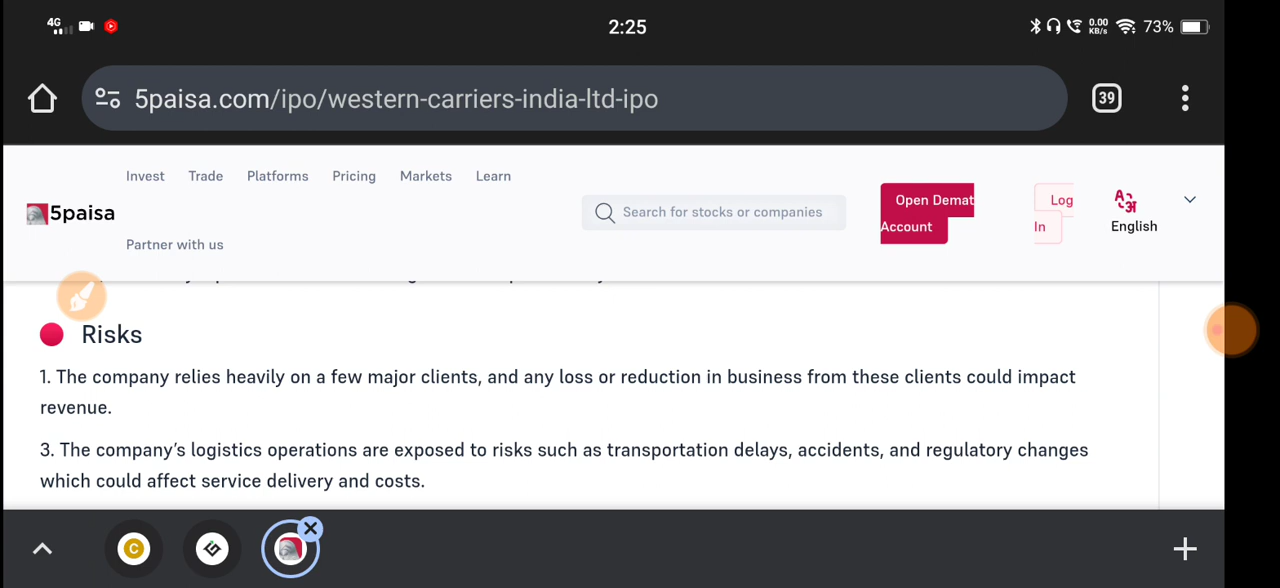 4G 2:25 0.00 KB/s 73%
5paisa.com/ipo/western-carriers-india-ltd-ipo 39
Invest Trade Platforms Pricing Markets Learn
5paisa
Search for stocks or companies
Open Demat
Account
Log
In
English
Partner with us
Risks
1. The company relies heavily on a few major clients, and any loss or reduction in business from these clients could impact
revenue.
3. The company’s logistics operations are exposed to risks such as transportation delays, accidents, and regulatory changes
which could affect service delivery and costs.
C